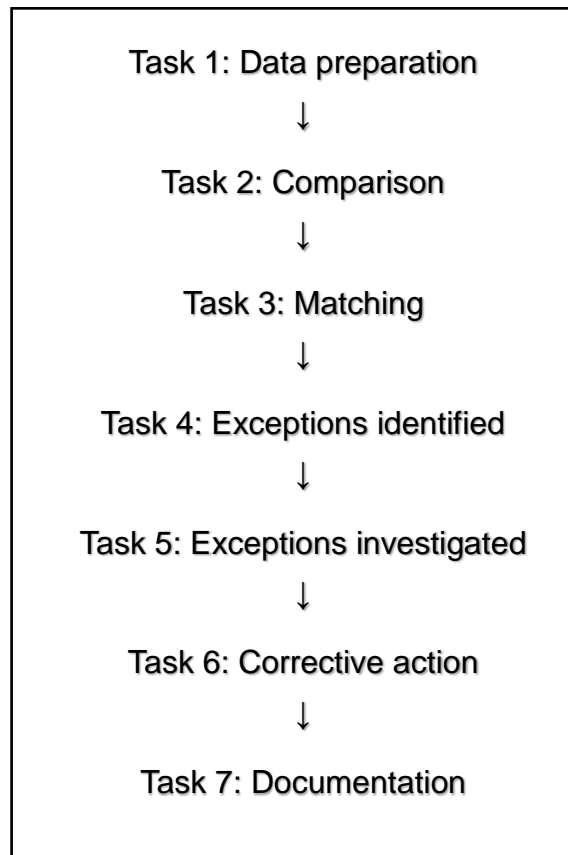 Task 1: Data preparation
↓
Task 2: Comparison
↓
Task 3: Matching
↓
Task 4: Exceptions identified
↓
Task 5: Exceptions investigated
↓
Task 6: Corrective action
↓
Task 7: Documentation